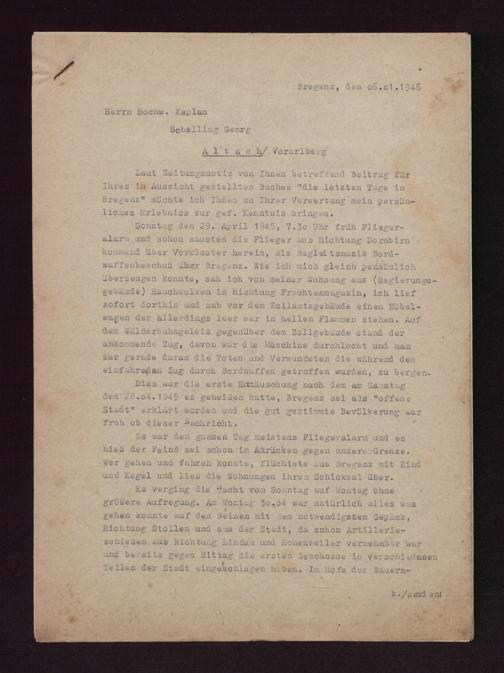 Bregenz, den 06.01.1946
Herrn Hochw. Kaplan
Schelling Georg
A l t a c h/ Vorarlberg
Laut Zeitungsnotiz von Ihnen betreffend Beitrag für
Ihres in Aussicht gestellten Buches "die letzten Tage in
Bregenz" möchte ich Ihnen zu Ihrer Verwertung mein persön-
liches Erlebniss zur gef. Kenntnis bringen.
Sonntag den 29. April 1945, 7.30 Uhr früh Flieger-
alarm und schon sausten die Flieger aus Richtung Dornbirn
kommend über Vorkloster herein, als Begleitsmusik Bord-
waffenbeschuß über Bregenz. Wie ich mich gleich persönlich
überzeugen konnte, sah ich von meiner Wohnung aus (Regierungs-
gebäude) Rauchwolken in Richtung Frachtenmagazin, ich lief
sofort dorthin und sah vor dem Zollamtsgebäude einen Möbel-
wagen der allerdings leer war in hellen Flammen stehen. Auf
dem Wälderbahngeleis gegenüber dem Zollgebäude stand der
ankommende Zug, davon war die Maschine durchlocht und man
war gerade daran die Toten und Verwundeten die während dem
einfahrenden Zug durch Bordwaffen getroffen wurden, zu bergen.
Dies war die erste Enttäuschung nach dem am Samstag
den 28.04.1945 es geheißen hatte, Bregenz sei als "offene
Stadt" erklärt worden und die gut gestimmte Bevölkerung war
froh ob dieser Nachricht.
Es war den ganzen Tag meistens Fliegeralarm und es
hieß der Feind sei schon im Anrücken gegen unsere Grenze.
Wer gehen und fahren konnte, flüchtete aus Bregenz mit Kind
und Kegel und ließ die Wohnungen ihrem Schicksal über.
Es verging die Nacht vom Sonntag auf Montag ohne
größere Aufregung. Am Montag 30.04 war natürlich alles was
gehen konnte auf den Beinen mit dem notwendigsten Gepäck,
Richtung Stollen und aus der Stadt, da schon Artillerie-
schießen aus Richtung Lindau und Hohenweiler vernehmbar war
und bereits gegen Mittag die ersten Geschosse in verschiedenen
Teilen der Stadt eingeschlagen haben. Im Hofe der Bauern-
b./wend en!